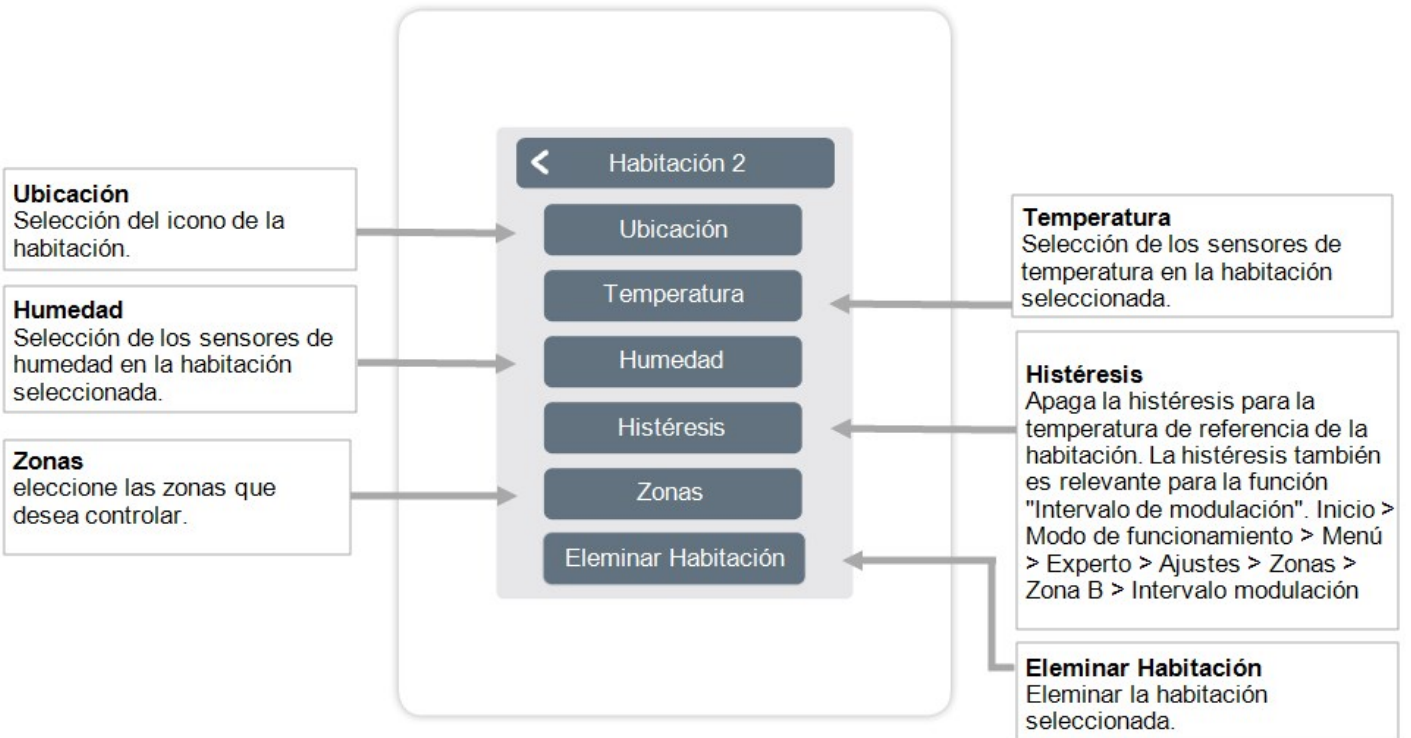 Habitación 2
Ubicación
Temperatura
Humedad
Histéresis
Zonas
Eleminar Habitación
Ubicación
Selección del icono de la
habitación.
Humedad
Selección de los sensores de
humedad en la habitación
seleccionada.
Zonas
eleccione las zonas que
desea controlar.
Temperatura
Selección de los sensores de
temperatura en la habitación
seleccionada.
Histéresis
Apaga la histéresis para la
temperatura de referencia de la
habitación. La histéresis también
es relevante para la función
"Intervalo de modulación". Inicio >
Modo de funcionamiento > Menú
> Experto > Ajustes > Zonas >
Zona B > Intervalo modulación
Eleminar Habitación
Eleminar la habitación
seleccionada.